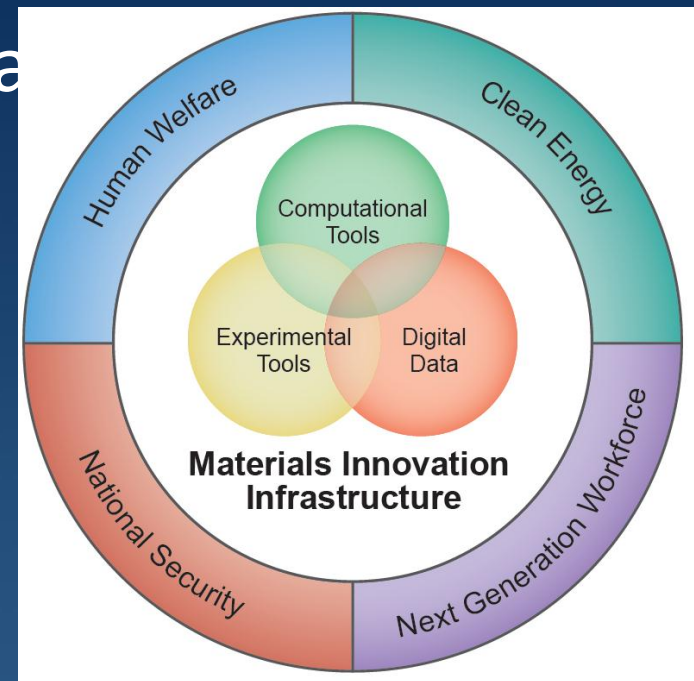 Human Welfare
Clean Energy
Computational
Tools
Experimental
Tools
Digital
Data
Materials Innovation
Infrastructure
National Security
Next Generation Workforce